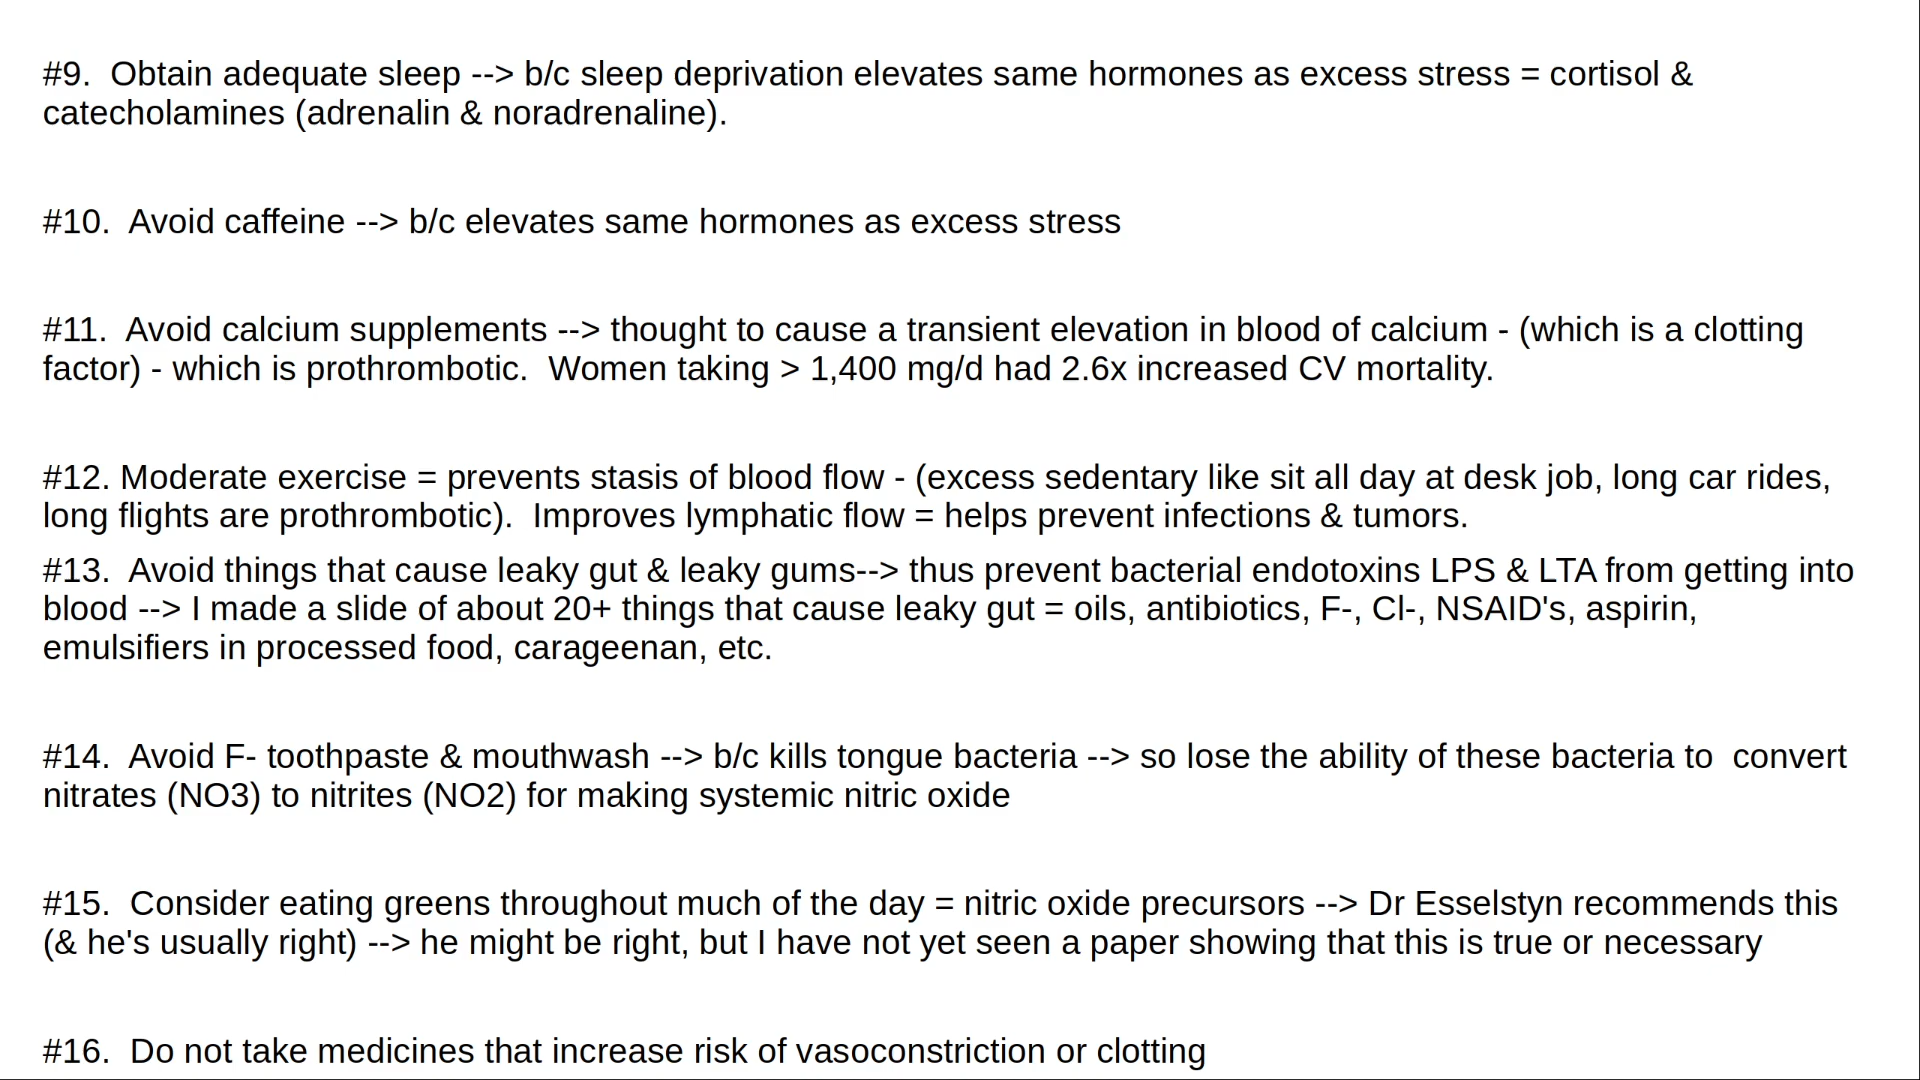 #9.  Obtain adequate sleep --> b/c sleep deprivation elevates same hormones as excess stress = cortisol &
catecholamines (adrenalin & noradrenaline).
#10.  Avoid caffeine --> b/c elevates same hormones as excess stress
#11.  Avoid calcium supplements --> thought to cause a transient elevation in blood of calcium - (which is a clotting
factor) - which is prothrombotic.  Women taking > 1,400 mg/d had 2.6x increased CV mortality.
#12. Moderate exercise = prevents stasis of blood flow - (excess sedentary like sit all day at desk job, long car rides,
long flights are prothrombotic).  Improves lymphatic flow = helps prevent infections & tumors.
#13.  Avoid things that cause leaky gut & leaky gums--> thus prevent bacterial endotoxins LPS & LTA from getting into
blood --> I made a slide of about 20+ things that cause leaky gut = oils, antibiotics, F-, Cl-, NSAID's, aspirin,
emulsifiers in processed food, carageenan, etc.
#14.  Avoid F- toothpaste & mouthwash --> b/c kills tongue bacteria --> so lose the ability of these bacteria to  convert
nitrates (NO3) to nitrites (NO2) for making systemic nitric oxide
#15.  Consider eating greens throughout much of the day = nitric oxide precursors --> Dr Esselstyn recommends this
(& he's usually right) --> he might be right, but I have not yet seen a paper showing that this is true or necessary
#16.  Do not take medicines that increase risk of vasoconstriction or clotting